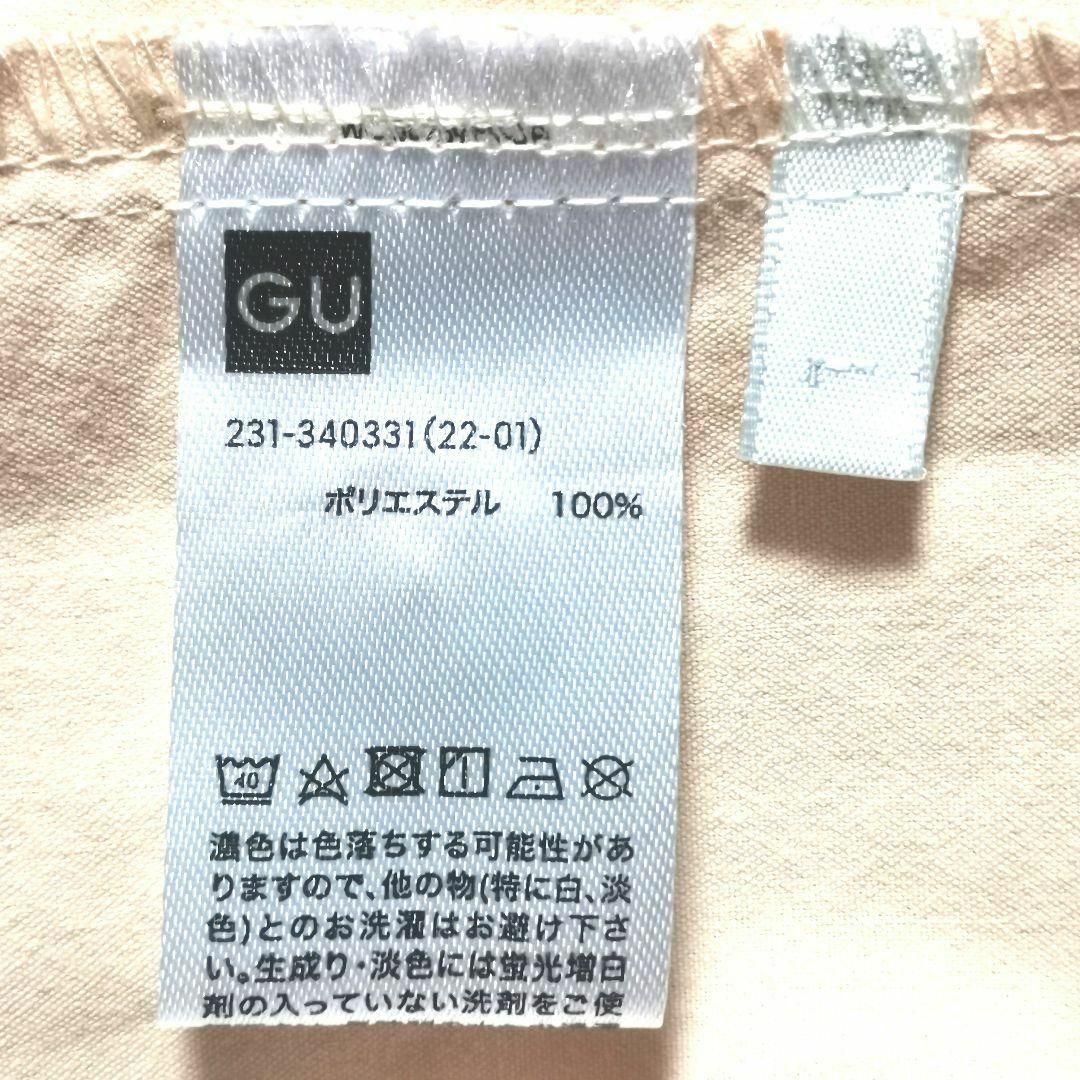 GU
231-340331(22-01)
ポリエステル 100%
40
濃色は色落ちする可能性があ
りますので、他の物(特に白、淡
色)とのお洗濯はお避け下さ
い。生成り・淡色には蛍光増白
剤の入っていない洗剤をご使
L